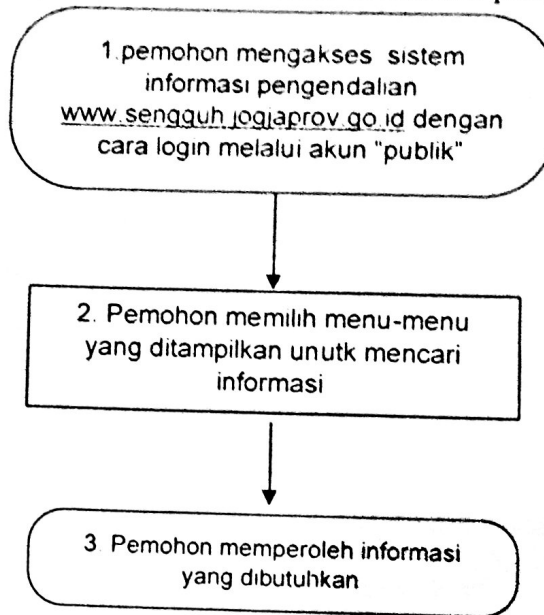 1.pemohon mengakses sistem
informasi pengendalian
www.sengguh.jogjaprov.go.id dengan
cara login melalui akun "publik"
2. Pemohon memilih menu-menu
yang ditampilkan unutk mencari
informasi
3. Pemohon memperoleh informasi
yang dibutuhkan